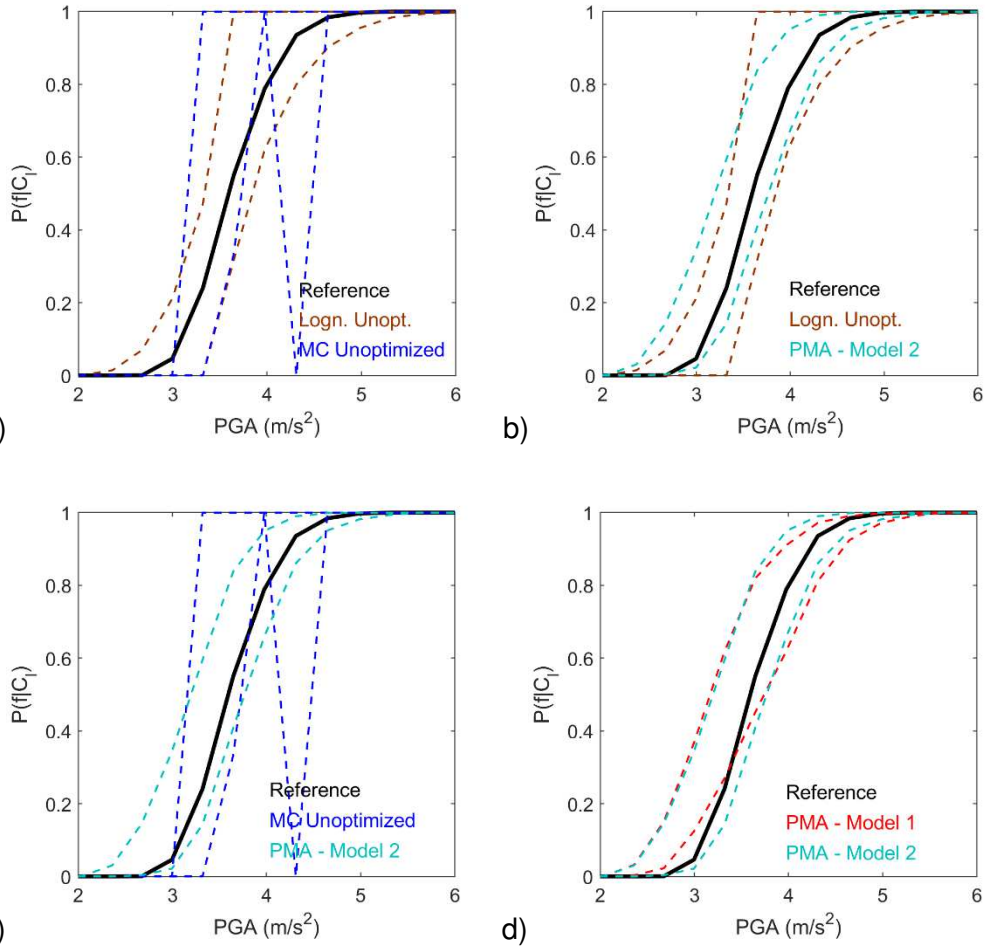 1
0.8
0.6
0.4
0.2
0
P(f|C_l)
Reference
Logn. Unopt.
MC Unoptimized
2 3 4 5 6
PGA (m/s²)
)
1
0.8
0.6
0.4
0.2
0
P(f|C_l)
Reference
Logn. Unopt.
PMA - Model 2
2 3 4 5 6
PGA (m/s²)
b)
1
0.8
0.6
0.4
0.2
0
P(f|C_l)
Reference
MC Unoptimized
PMA - Model 2
2 3 4 5 6
PGA (m/s²)
)
1
0.8
0.6
0.4
0.2
0
P(f|C_l)
Reference
PMA - Model 1
PMA - Model 2
2 3 4 5 6
PGA (m/s²)
d)